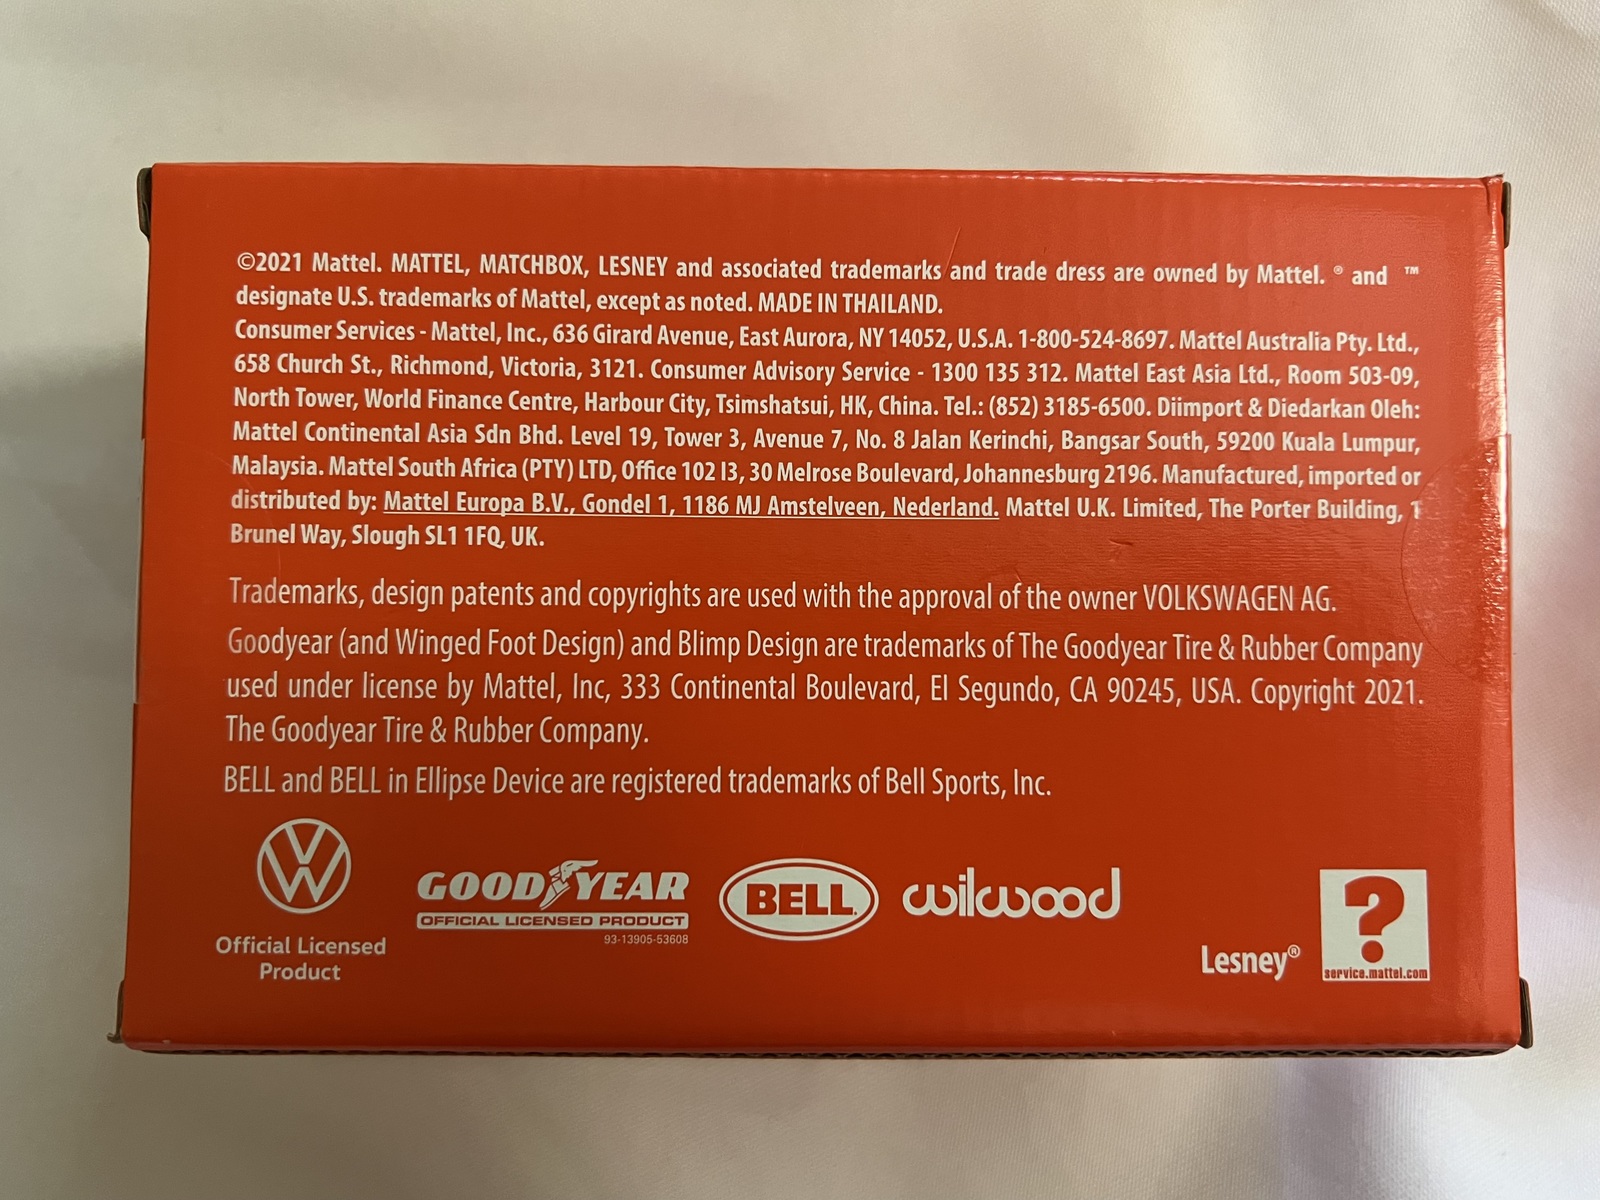 ©2021 Mattel. MATTEL, MATCHBOX, LESNEY and associated trademarks and trade dress are owned by Mattel. ® and ™
designate U.S. trademarks of Mattel, except as noted. MADE IN THAILAND.
Consumer Services - Mattel, Inc., 636 Girard Avenue, East Aurora, NY 14052, U.S.A. 1-800-524-8697. Mattel Australia Pty. Ltd.,
658 Church St., Richmond, Victoria, 3121. Consumer Advisory Service - 1300 135 312. Mattel East Asia Ltd., Room 503-09,
North Tower, World Finance Centre, Harbour City, Tsimshatsui, HK, China. Tel.: (852) 3185-6500. Diimport & Diedarkan Oleh:
Mattel Continental Asia Sdn Bhd. Level 19, Tower 3, Avenue 7, No. 8 Jalan Kerinchi, Bangsar South, 59200 Kuala Lumpur,
Malaysia. Mattel South Africa (PTY) LTD, Office 102 I3, 30 Melrose Boulevard, Johannesburg 2196. Manufactured, imported or
distributed by: Mattel Europa B.V., Gondel 1, 1186 MJ Amstelveen, Nederland. Mattel U.K. Limited, The Porter Building, 1
Brunel Way, Slough SL1 1FQ, UK.
Trademarks, design patents and copyrights are used with the approval of the owner VOLKSWAGEN AG.
Goodyear (and Winged Foot Design) and Blimp Design are trademarks of The Goodyear Tire & Rubber Company
used under license by Mattel, Inc, 333 Continental Boulevard, El Segundo, CA 90245, USA. Copyright 2021.
The Goodyear Tire & Rubber Company.
BELL and BELL in Ellipse Device are registered trademarks of Bell Sports, Inc.
VW
Official Licensed
Product
GOODYEAR
OFFICIAL LICENSED PRODUCT
93-13905-53608
BELL
wilwood
Lesney®
?
service.mattel.com